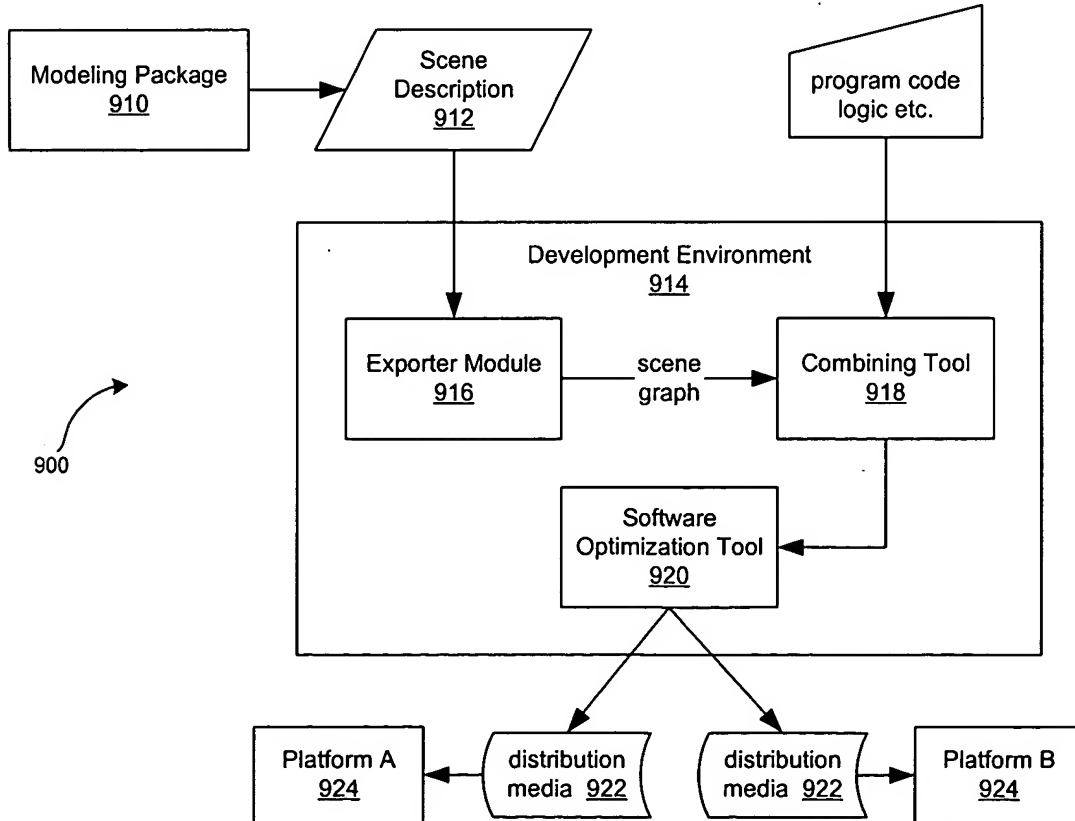 Modeling Package
910
Scene
Description
912
program code
logic etc.
Development Environment
914
Exporter Module
916
scene
graph
Combining Tool
918
900
Software
Optimization Tool
920
Platform A
924
distribution
media 922
distribution
media 922
Platform B
924